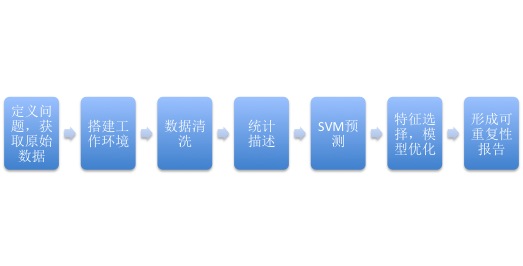 定义问
题，获
取原始
数据
搭建工
作环境
数据清
洗
统计
描述
SVM预
测
特征选
择，模
型优化
形成可
重复性
报告